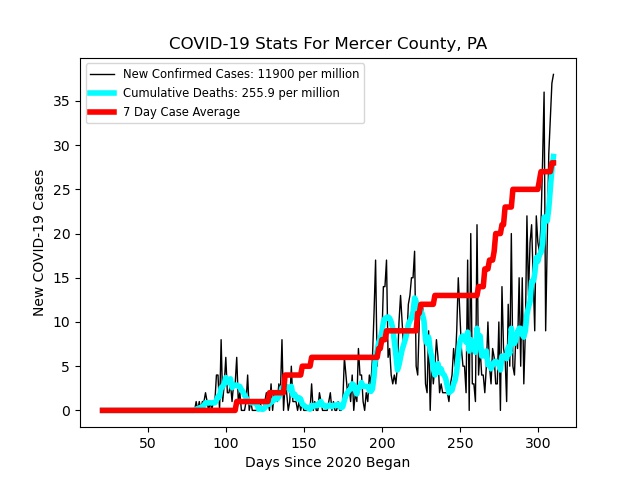 COVID-19 Stats For Mercer County, PA
New Confirmed Cases: 11900 per million
Cumulative Deaths: 255.9 per million
7 Day Case Average
New COVID-19 Cases
35
30
25
20
15
10
5
0
50 100 150 200 250 300
Days Since 2020 Began